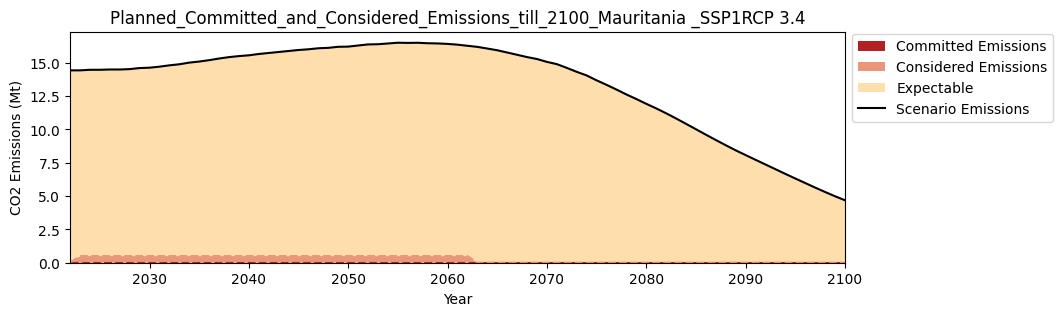 Planned_Committed_and_Considered_Emissions_till_2100_Mauritania _SSP1RCP 3.4
Committed Emissions
Considered Emissions
Expectable
Scenario Emissions
CO2 Emissions (Mt)
15.0
12.5
10.0
7.5
5.0
2.5
0.0
2030 2040 2050 2060 2070 2080 2090 2100
Year